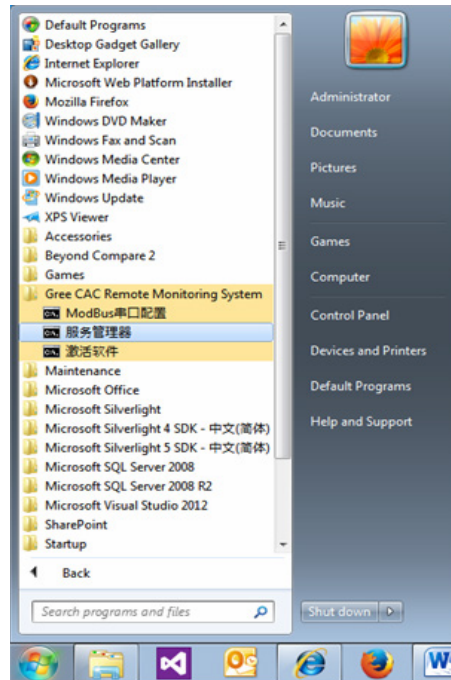 Default Programs
Desktop Gadget Gallery
Internet Explorer
Microsoft Web Platform Installer
Mozilla Firefox
Windows DVD Maker
Windows Fax and Scan
Windows Media Center
Windows Media Player
Windows Update
XPS Viewer
Accessories
Beyond Compare 2
Games
Gree CAC Remote Monitoring System
ModBus串口配置
服务管理器
激活软件
Maintenance
Microsoft Office
Microsoft Silverlight
Microsoft Silverlight 4 SDK - 中文(简体)
Microsoft Silverlight 5 SDK - 中文(简体)
Microsoft SQL Server 2008
Microsoft SQL Server 2008 R2
Microsoft Visual Studio 2012
SharePoint
Startup
Back
Search programs and files
Administrator
Documents
Pictures
Music
Games
Computer
Control Panel
Devices and Printers
Default Programs
Help and Support
Shut down